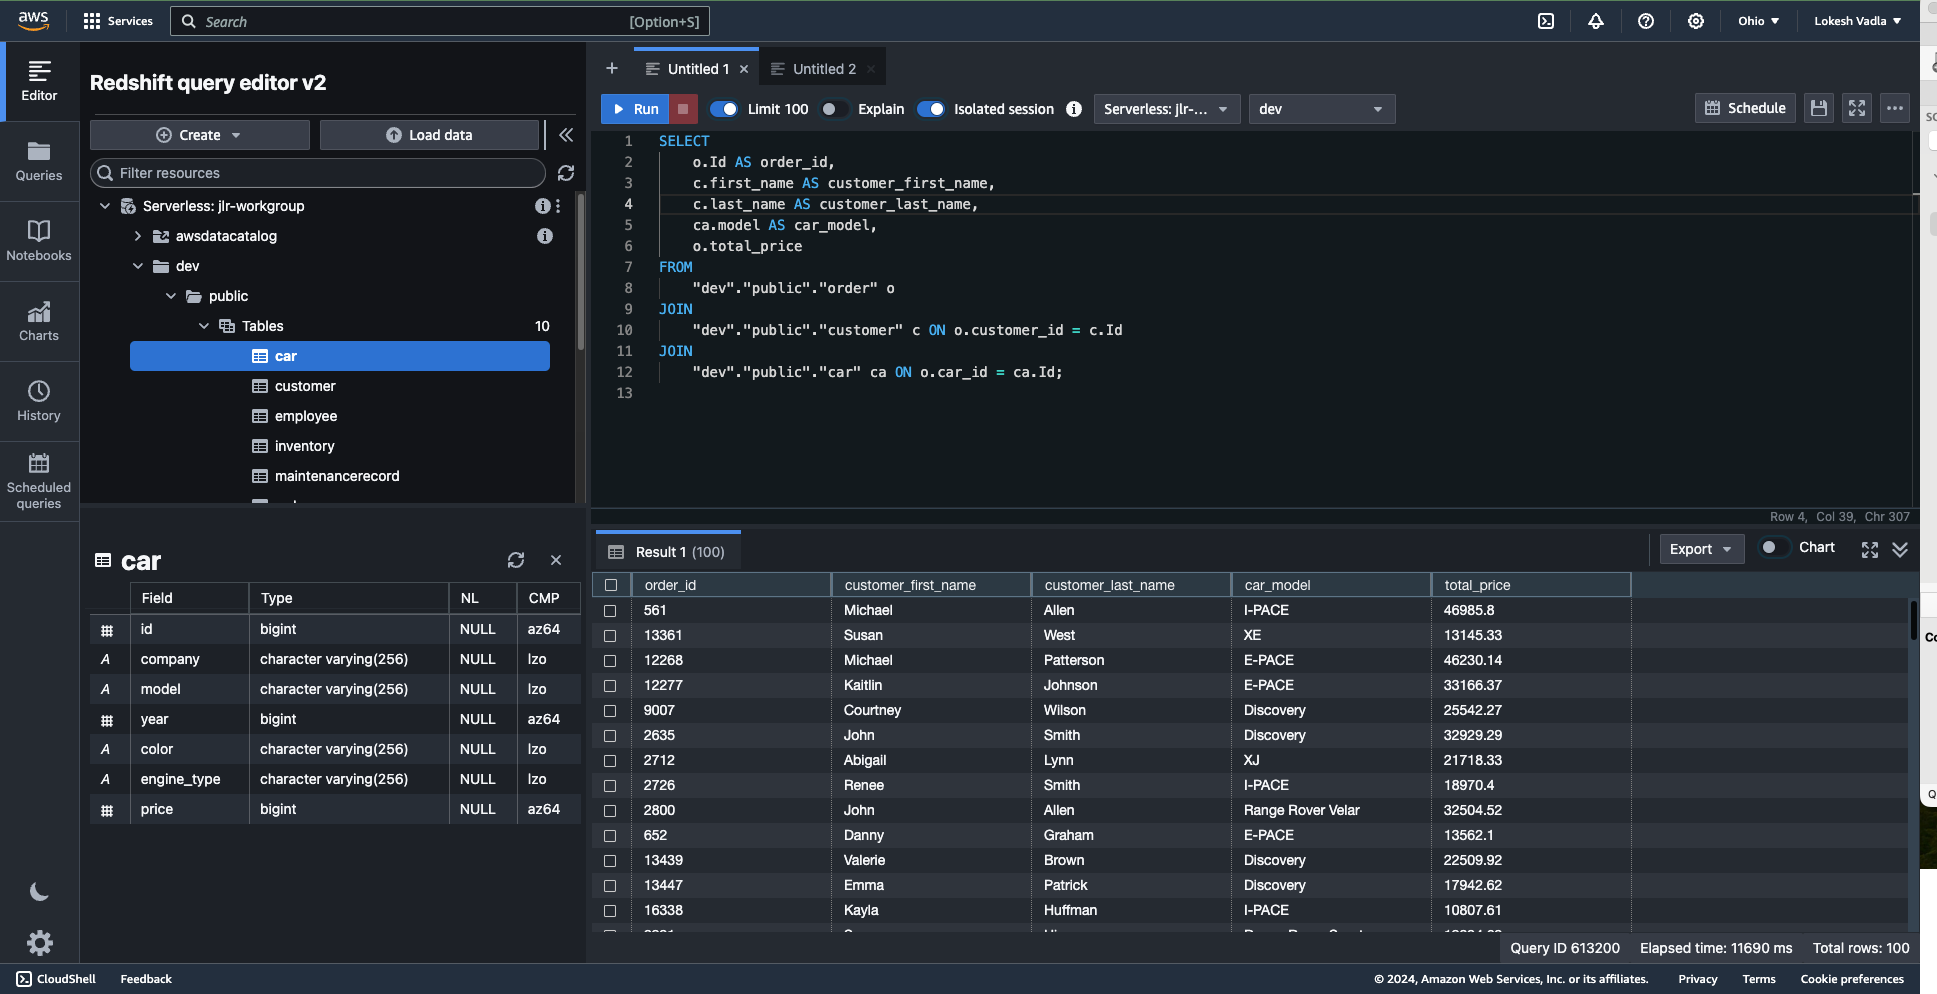 aws
Services
Search
[Option+S]
Ohio
Lokesh Vadla
Editor
Queries
Notebooks
Charts
History
Scheduled
queries
Redshift query editor v2
Create
Load data
Filter resources
Serverless: jlr-workgroup
awsdatacatalog
dev
public
Tables 10
car
customer
employee
inventory
maintenancerecord
car
Field Type NL CMP
id bigint NULL az64
company character varying(256) NULL lzo
model character varying(256) NULL lzo
year bigint NULL az64
color character varying(256) NULL lzo
engine_type character varying(256) NULL lzo
price bigint NULL az64
Untitled 1
Untitled 2
Run
Limit 100
Explain
Isolated session
Serverless: jlr-...
dev
Schedule
1 SELECT
2 o.Id AS order_id,
3 c.first_name AS customer_first_name,
4 c.last_name AS customer_last_name,
5 ca.model AS car_model,
6 o.total_price
7 FROM
8 "dev"."public"."order" o
9 JOIN
10 "dev"."public"."customer" c ON o.customer_id = c.Id
11 JOIN
12 "dev"."public"."car" ca ON o.car_id = ca.Id;
13
Row 4, Col 39, Chr 307
Result 1 (100)
Export
Chart
order_id customer_first_name customer_last_name car_model total_price
561 Michael Allen I-PACE 46985.8
13361 Susan West XE 13145.33
12268 Michael Patterson E-PACE 46230.14
12277 Kaitlin Johnson E-PACE 33166.37
9007 Courtney Wilson Discovery 25542.27
2635 John Smith Discovery 32929.29
2712 Abigail Lynn XJ 21718.33
2726 Renee Smith I-PACE 18970.4
2800 John Allen Range Rover Velar 32504.52
652 Danny Graham E-PACE 13562.1
13439 Valerie Brown Discovery 22509.92
13447 Emma Patrick Discovery 17942.62
16338 Kayla Huffman I-PACE 10807.61
Query ID 613200 Elapsed time: 11690 ms Total rows: 100
CloudShell
Feedback
© 2024, Amazon Web Services, Inc. or its affiliates.
Privacy
Terms
Cookie preferences